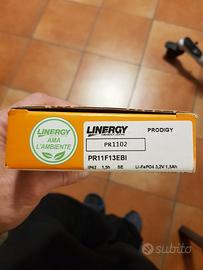 LINERGY
AMA
L'AMBIENTE
LINERGY
PRODIGY
PR1102
PR11F13EBI
IP42 1,5h SE Li-FePO4 3,2V 1,5Ah
subito